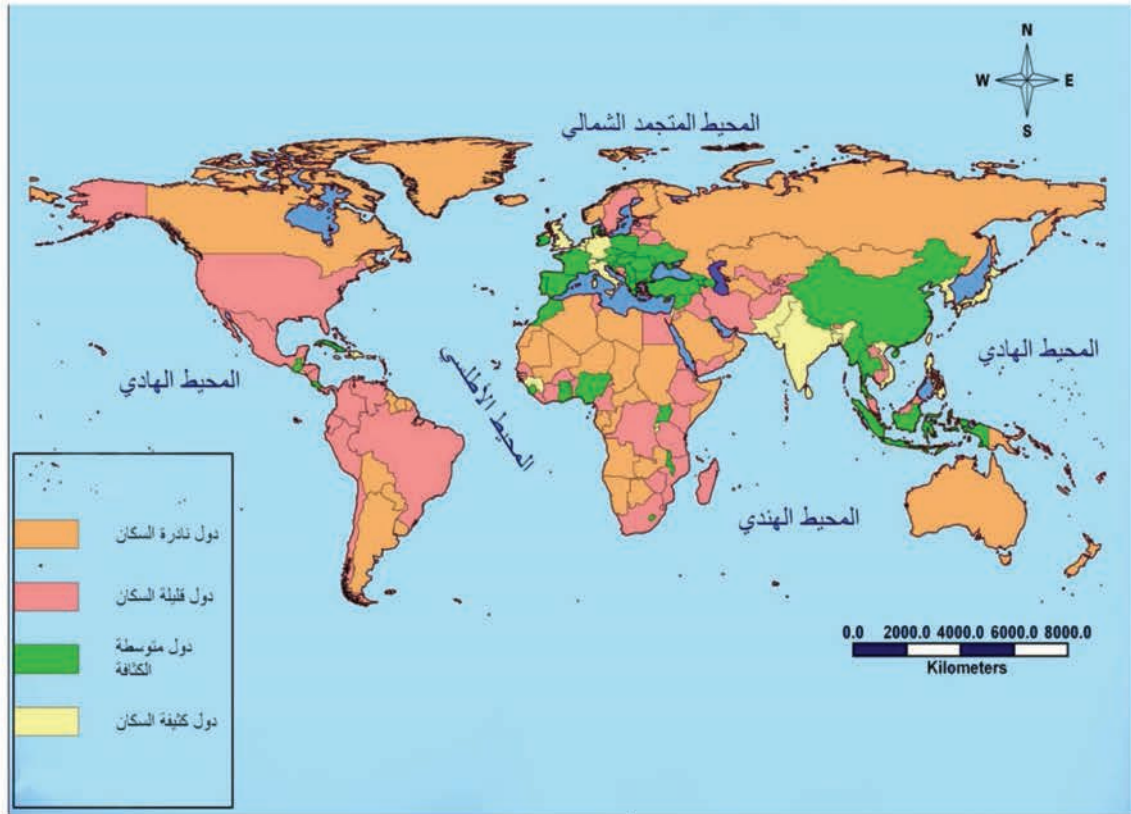 N
W E
S
المحيط المتجمد الشمالي
المحيط الهادي
المحيط الأطلسي
المحيط الهادي
المحيط الهندي
دول نادرة السكان
دول قليلة السكان
دول متوسطة
الكثافة
دول كثيفة السكان
0.0 2000.0 4000.0 6000.0 8000.0
Kilometers